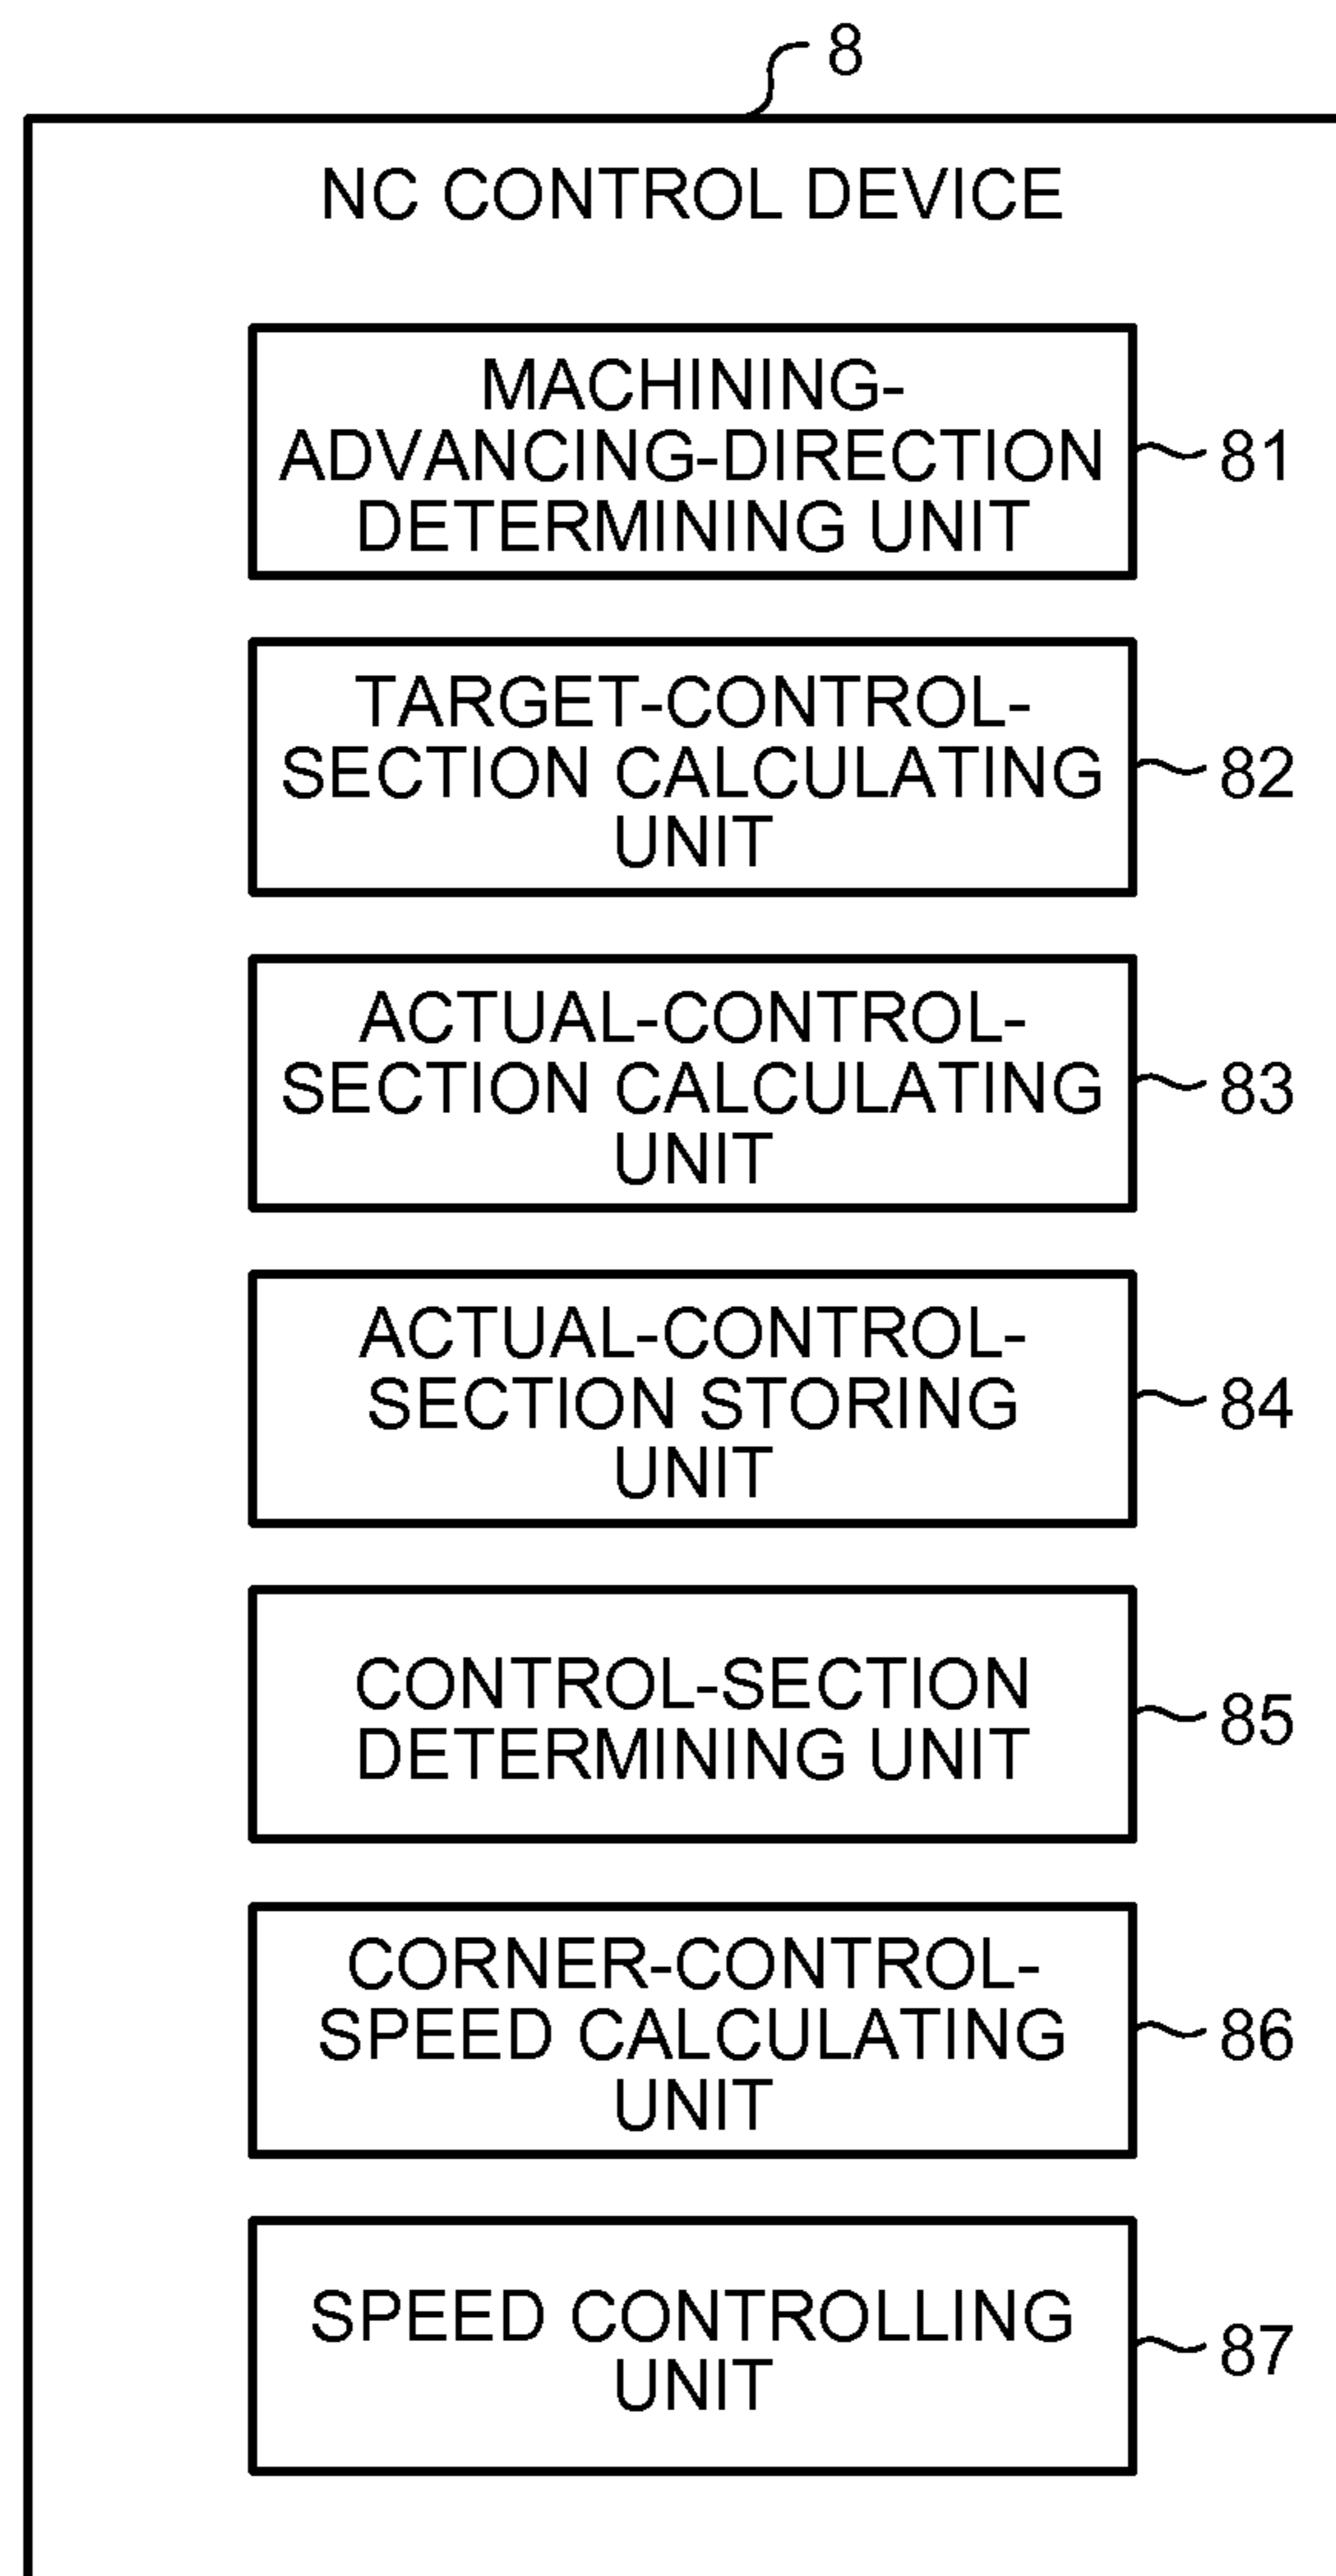 8
NC CONTROL DEVICE
MACHINING-
ADVANCING-DIRECTION
DETERMINING UNIT
81
TARGET-CONTROL-
SECTION CALCULATING
UNIT
82
ACTUAL-CONTROL-
SECTION CALCULATING
UNIT
83
ACTUAL-CONTROL-
SECTION STORING
UNIT
84
CONTROL-SECTION
DETERMINING UNIT
85
CORNER-CONTROL-
SPEED CALCULATING
UNIT
86
SPEED CONTROLLING
UNIT
87